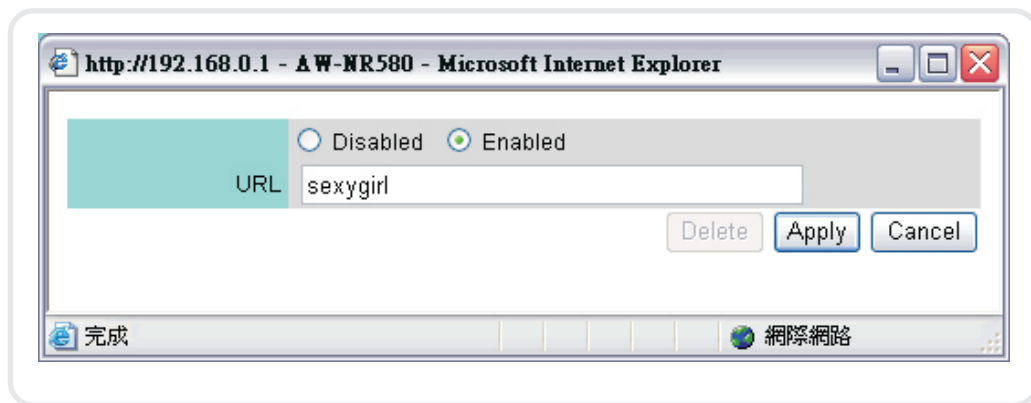 http://192.168.0.1 - AW-NR580 - Microsoft Internet Explorer
Disabled Enabled
URL sexygirl
Delete Apply Cancel
完成 網際網路